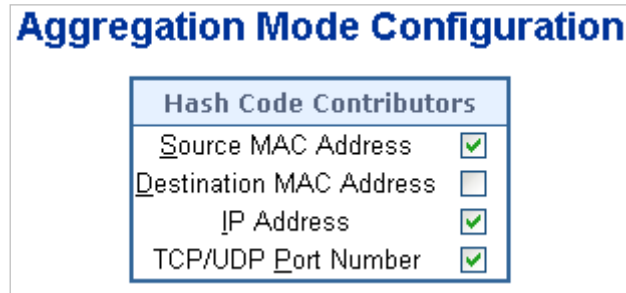 Aggregation Mode Configuration
Hash Code Contributors
Source MAC Address
Destination MAC Address
IP Address
TCP/UDP Port Number